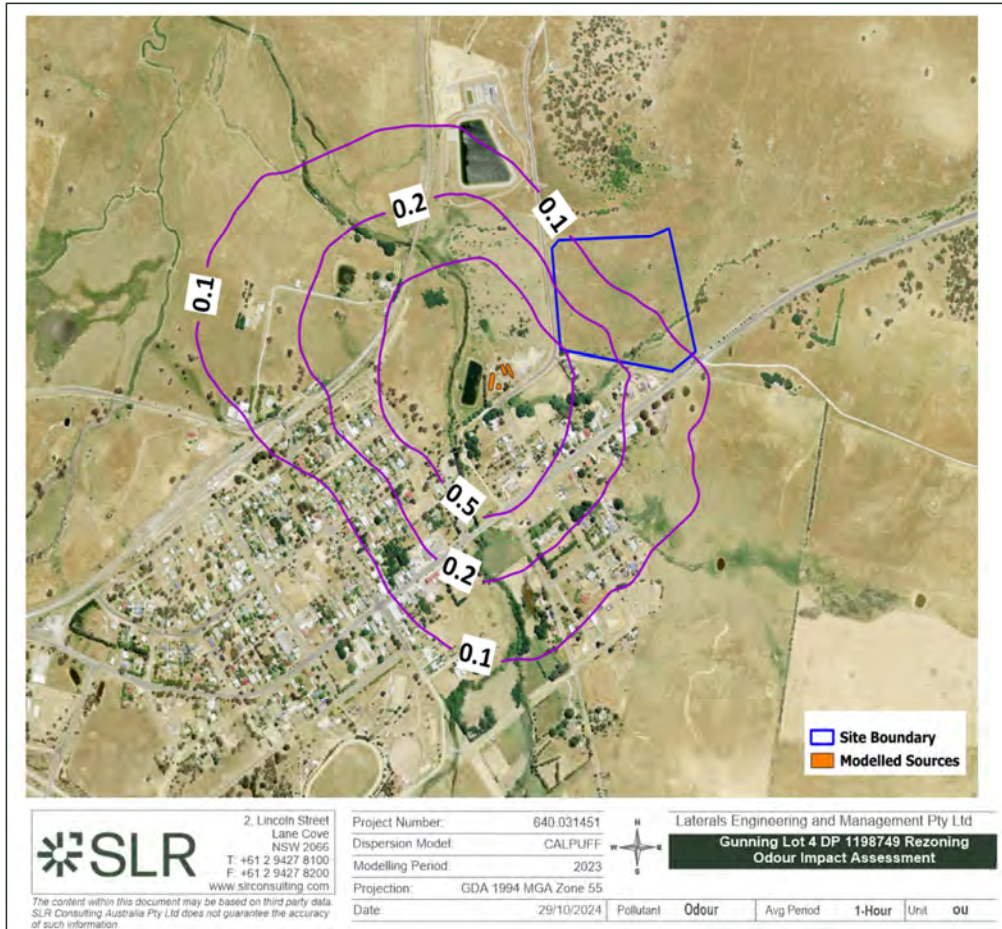 0.1
0.2
0.1
0.5
0.2
0.1
Site Boundary
Modelled Sources
SLR
2, Lincoln Street
Lane Cove
NSW 2066
T: +61 2 9427 8100
F: +61 2 9427 8200
www.slrconsulting.com
The content within this document may be based on third party data.
SLR Consulting Australia Pty Ltd does not guarantee the accuracy
of such information
Project Number: 640.031451
Dispersion Model: CALPUFF
Modelling Period: 2023
Projection: GDA 1994 MGA Zone 55
Date 29/10/2024
N
W E
S
Laterals Engineering and Management Pty Ltd
Gunning Lot 4 DP 1198749 Rezoning
Odour Impact Assessment
Pollutant Odour Avg Period 1-Hour Unit ou